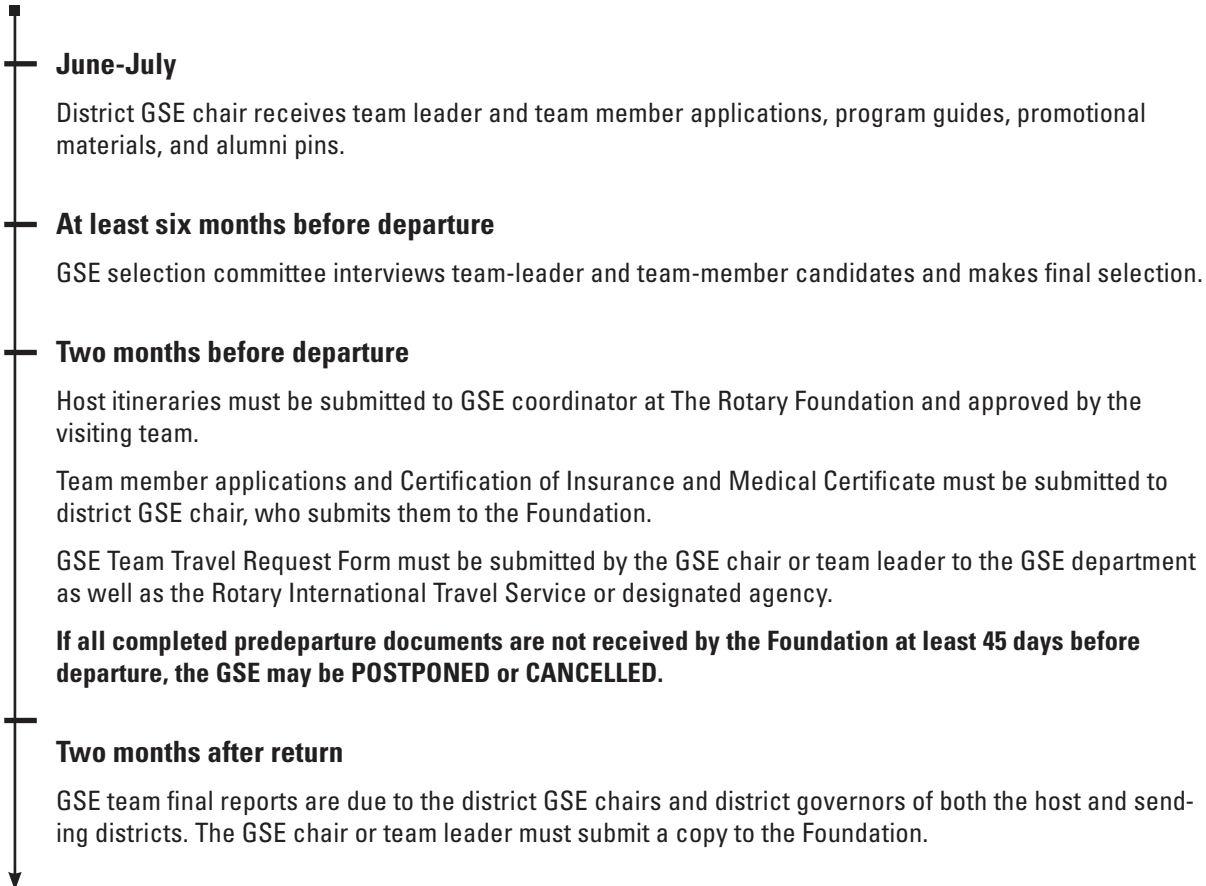 June-July
District GSE chair receives team leader and team member applications, program guides, promotional
materials, and alumni pins.
At least six months before departure
GSE selection committee interviews team-leader and team-member candidates and makes final selection.
Two months before departure
Host itineraries must be submitted to GSE coordinator at The Rotary Foundation and approved by the
visiting team.
Team member applications and Certification of Insurance and Medical Certificate must be submitted to
district GSE chair, who submits them to the Foundation.
GSE Team Travel Request Form must be submitted by the GSE chair or team leader to the GSE department
as well as the Rotary International Travel Service or designated agency.
If all completed predeparture documents are not received by the Foundation at least 45 days before
departure, the GSE may be POSTPONED or CANCELLED.
Two months after return
GSE team final reports are due to the district GSE chairs and district governors of both the host and send-
ing districts. The GSE chair or team leader must submit a copy to the Foundation.